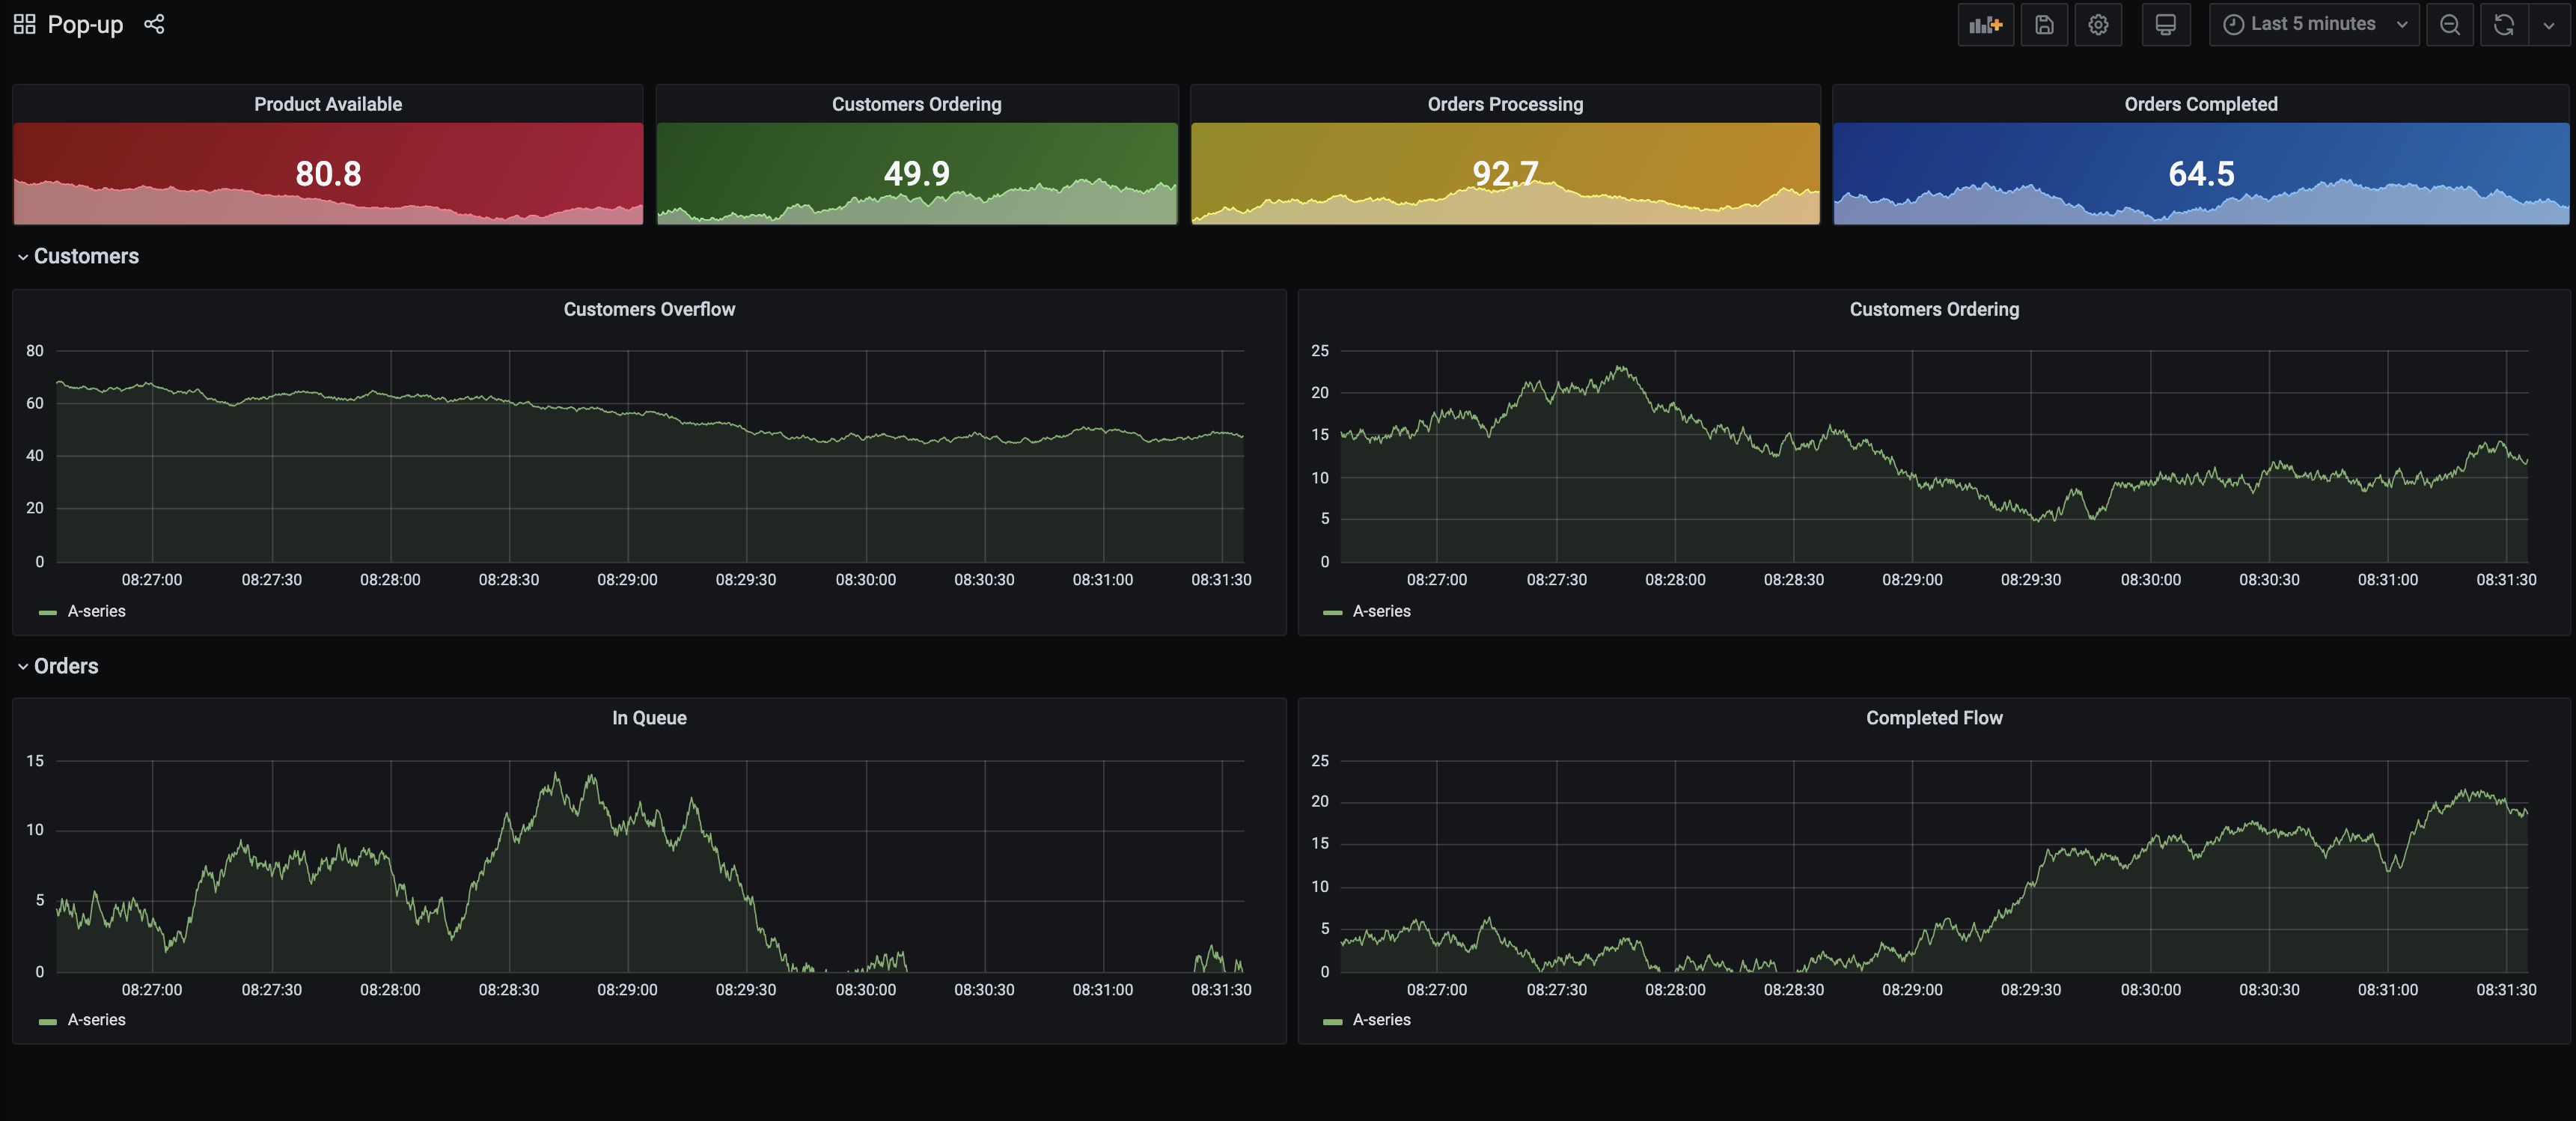 Pop-up
Last 5 minutes
Product Available
80.8
Customers Ordering
49.9
Orders Processing
92.7
Orders Completed
64.5
Customers
Customers Overflow
80
60
40
20
0
08:27:00 08:27:30 08:28:00 08:28:30 08:29:00 08:29:30 08:30:00 08:30:30 08:31:00 08:31:30
A-series
Customers Ordering
25
20
15
10
5
0
08:27:00 08:27:30 08:28:00 08:28:30 08:29:00 08:29:30 08:30:00 08:30:30 08:31:00 08:31:30
A-series
Orders
In Queue
15
10
5
0
08:27:00 08:27:30 08:28:00 08:28:30 08:29:00 08:29:30 08:30:00 08:30:30 08:31:00 08:31:30
A-series
Completed Flow
25
20
15
10
5
0
08:27:00 08:27:30 08:28:00 08:28:30 08:29:00 08:29:30 08:30:00 08:30:30 08:31:00 08:31:30
A-series